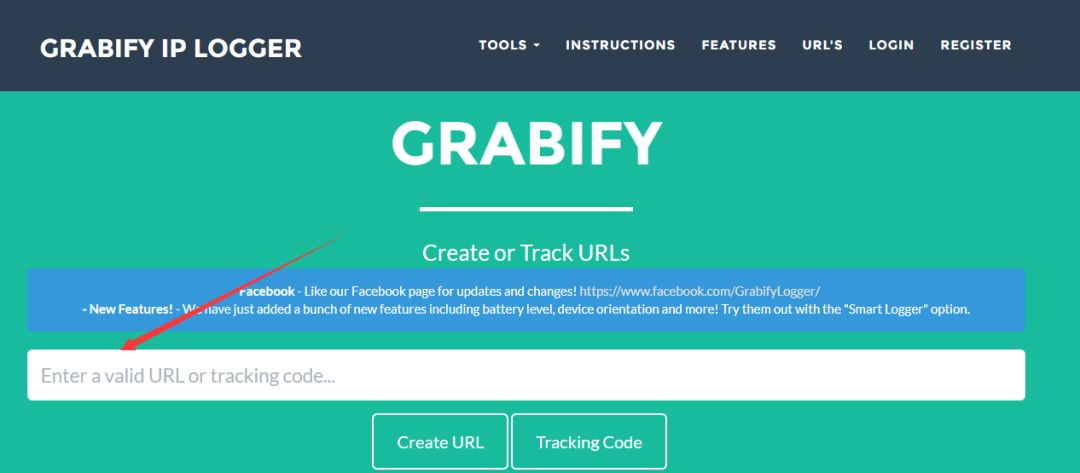 GRABIFY IP LOGGER
TOOLS INSTRUCTIONS FEATURES URL'S LOGIN REGISTER
GRABIFY
Create or Track URLs
Facebook - Like our Facebook page for updates and changes! https://www.facebook.com/GrabifyLogger/
- New Features! - We have just added a bunch of new features including battery level, device orientation and more! Try them out with the "Smart Logger" option.
Enter a valid URL or tracking code...
Create URL Tracking Code